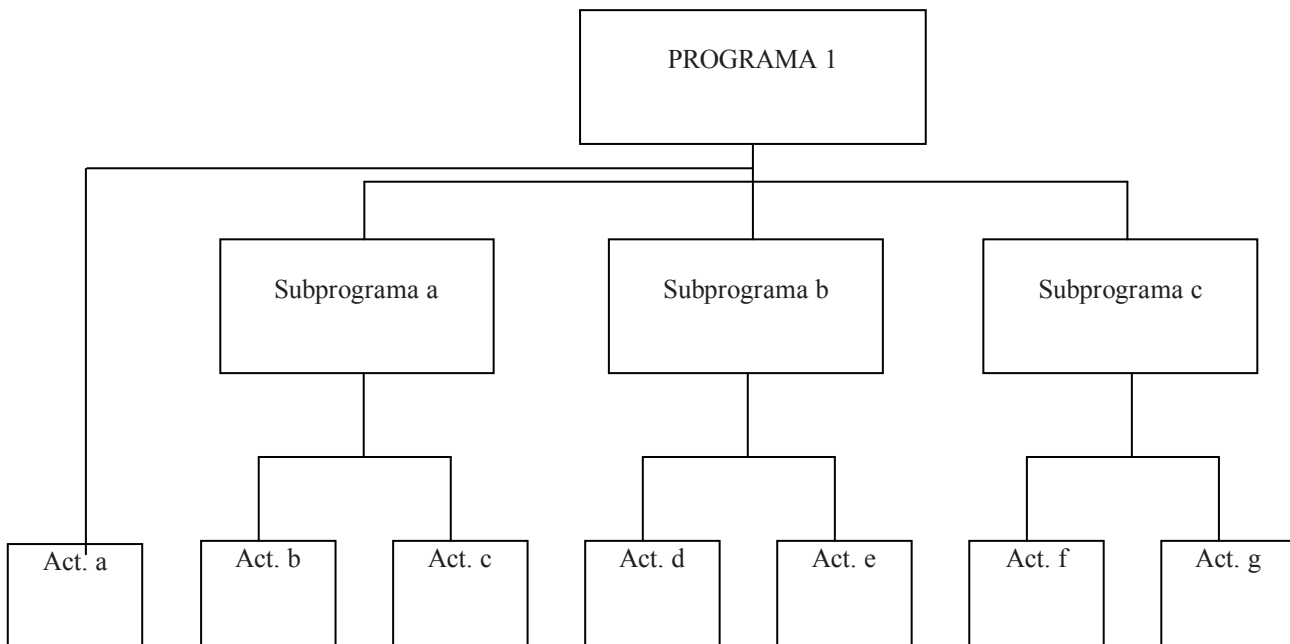 PROGRAMA 1
Subprograma a
Subprograma b
Subprograma c
Act. a
Act. b
Act. c
Act. d
Act. e
Act. f
Act. g